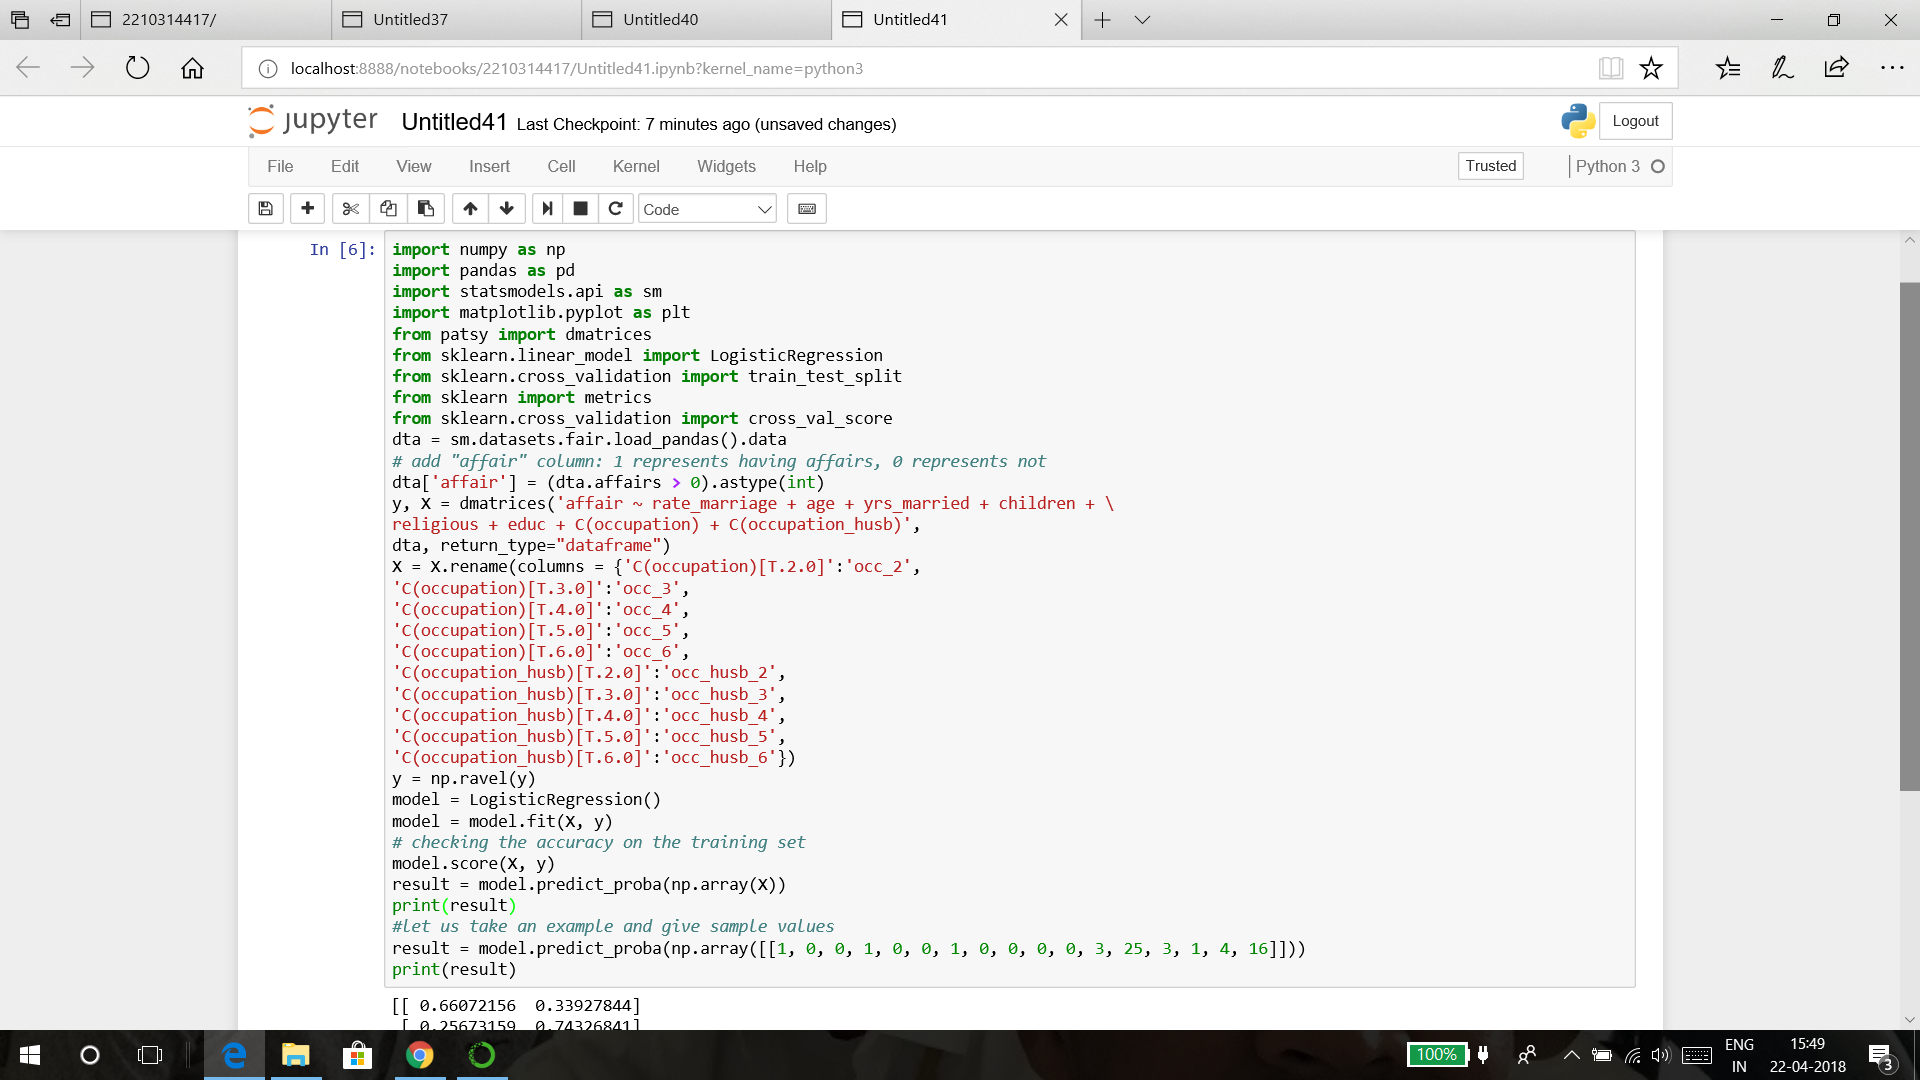 2210314417/ Untitled37 Untitled40 Untitled41
localhost:8888/notebooks/2210314417/Untitled41.ipynb?kernel_name=python3
jupyter Untitled41 Last Checkpoint: 7 minutes ago (unsaved changes) Logout
File Edit View Insert Cell Kernel Widgets Help Trusted Python 3
Code
In [6]: import numpy as np
import pandas as pd
import statsmodels.api as sm
import matplotlib.pyplot as plt
from patsy import dmatrices
from sklearn.linear_model import LogisticRegression
from sklearn.cross_validation import train_test_split
from sklearn import metrics
from sklearn.cross_validation import cross_val_score
dta = sm.datasets.fair.load_pandas().data
# add "affair" column: 1 represents having affairs, 0 represents not
dta['affair'] = (dta.affairs > 0).astype(int)
y, X = dmatrices('affair ~ rate_marriage + age + yrs_married + children + \
religious + educ + C(occupation) + C(occupation_husb)',
dta, return_type="dataframe")
X = X.rename(columns = {'C(occupation)[T.2.0]':'occ_2',
'C(occupation)[T.3.0]':'occ_3',
'C(occupation)[T.4.0]':'occ_4',
'C(occupation)[T.5.0]':'occ_5',
'C(occupation)[T.6.0]':'occ_6',
'C(occupation_husb)[T.2.0]':'occ_husb_2',
'C(occupation_husb)[T.3.0]':'occ_husb_3',
'C(occupation_husb)[T.4.0]':'occ_husb_4',
'C(occupation_husb)[T.5.0]':'occ_husb_5',
'C(occupation_husb)[T.6.0]':'occ_husb_6'})
y = np.ravel(y)
model = LogisticRegression()
model = model.fit(X, y)
# checking the accuracy on the training set
model.score(X, y)
result = model.predict_proba(np.array(X))
print(result)
#let us take an example and give sample values
result = model.predict_proba(np.array([[1, 0, 0, 1, 0, 0, 1, 0, 0, 0, 0, 3, 25, 3, 1, 4, 16]]))
print(result)
[[ 0.66072156 0.33927844]
[ 0.25673159 0.74326841]
100% ENG 15:49
IN 22-04-2018 3